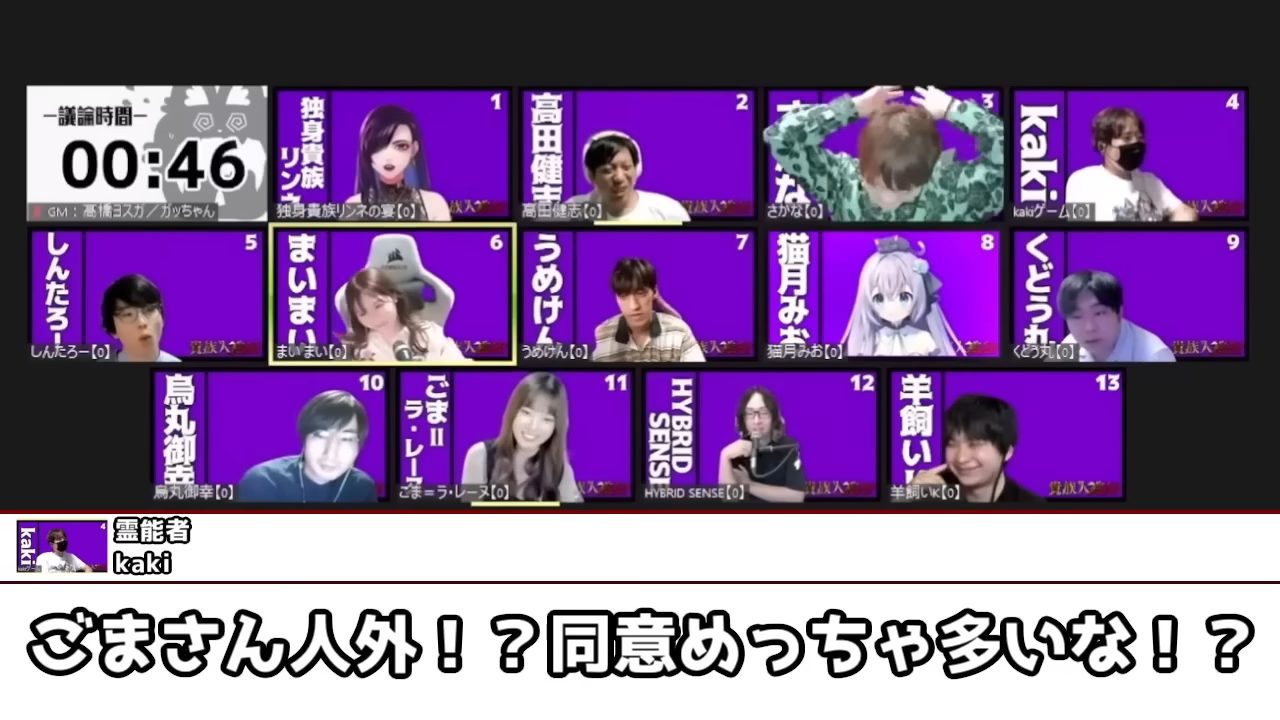 議論時間
00:46
GM：高橋ヨスガ／ガッちゃん
独身貴族
リンネ
1
独身貴族リンネの宴【0】
高田健志
2
高田健志【0】
3
さかな【0】
kaki
4
kakiゲーム【0】
しんたろー
5
しんたろー【0】
まいまい
6
まいまい【0】
うめけん
7
うめけん【0】
猫月みお
8
猫月みお【0】
くどう丸
9
くどう丸【0】
烏丸御幸
10
烏丸御幸【0】
ごま＝
ラ・レーヌ
11
ごま＝ラ・レーヌ【0】
HYBRID
SENSE
12
HYBRID SENSE【0】
羊飼い
13
羊飼いK【0】
霊能者
kaki
ごまさん人外！？同意めっちゃ多いな！？